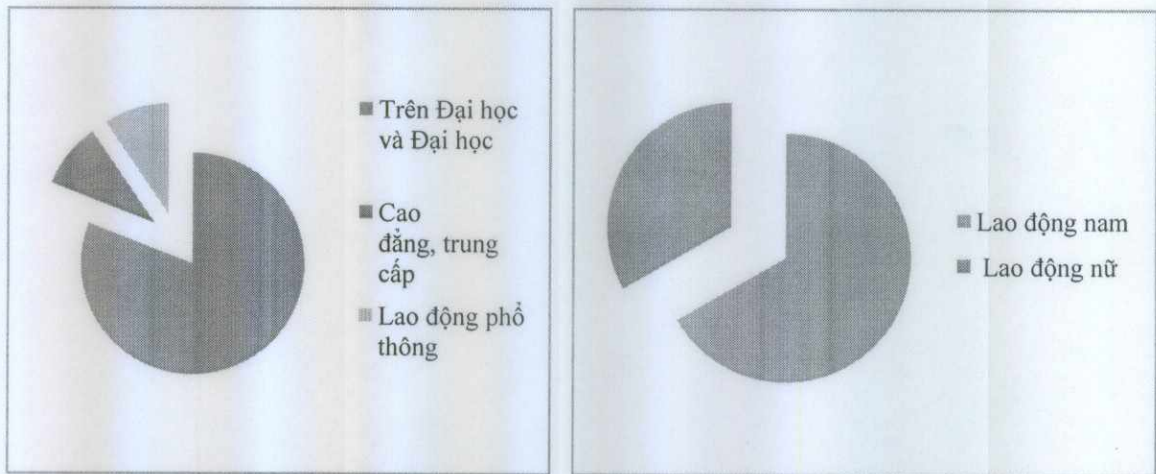 Trên Đại học
và Đại học
Cao
đẳng, trung
cấp
Lao động phổ
thông
Lao động nam
Lao động nữ